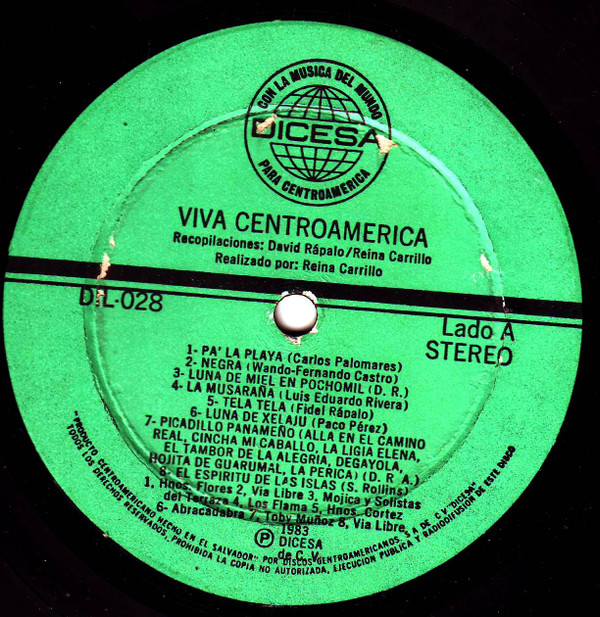 CON LA MUSICA DEL MUNDO
DICESA
PARA CENTROAMERICA
VIVA CENTROAMERICA
Recopilaciones: David Rápalo/Reina Carrillo
Realizado por: Reina Carrillo
DIL-028
Lado A
STEREO
1- PA' LA PLAYA (Carlos Palomares)
2- NEGRA (Wando-Fernando Castro)
3- LUNA DE MIEL EN POCHOMIL (D. R.)
4- LA MUSARAÑA (Luis Eduardo Rivera)
5- TELA TELA (Fidel Rápalo)
6- LUNA DE XELAJU (Paco Pérez)
7- PICADILLO PANAMEÑO (ALLA EN EL CAMINO
REAL, CINCHA MI CABALLO, LA LIGIA ELENA,
EL TAMBOR DE LA ALEGRIA, DEGAYOLA,
HOJITA DE GUARUMAL, LA PERICA) (D. R. A.)
8- EL ESPIRITU DE LAS ISLAS (S. Rollins)
1, Hnos. Flores 2, Via Libre 3. Mojica y Solistas
del Terraza 4, Los Flama 5, Hnos. Cortez
6- Abracadabra 7, Toby Muñoz 8, Via Libre.
1983
Ⓟ DICESA
de C. V.
"PRODUCTO CENTROAMERICANO HECHO EN EL SALVADOR" POR DISCOS CENTROAMERICANOS, S A DE C V "DICESA"
TODOS LOS DERECHOS RESERVADOS, PROHIBIDA LA COPIA NO AUTORIZADA, EJECUCION PUBLICA Y RADIODIFUSION DE ESTE DISCO